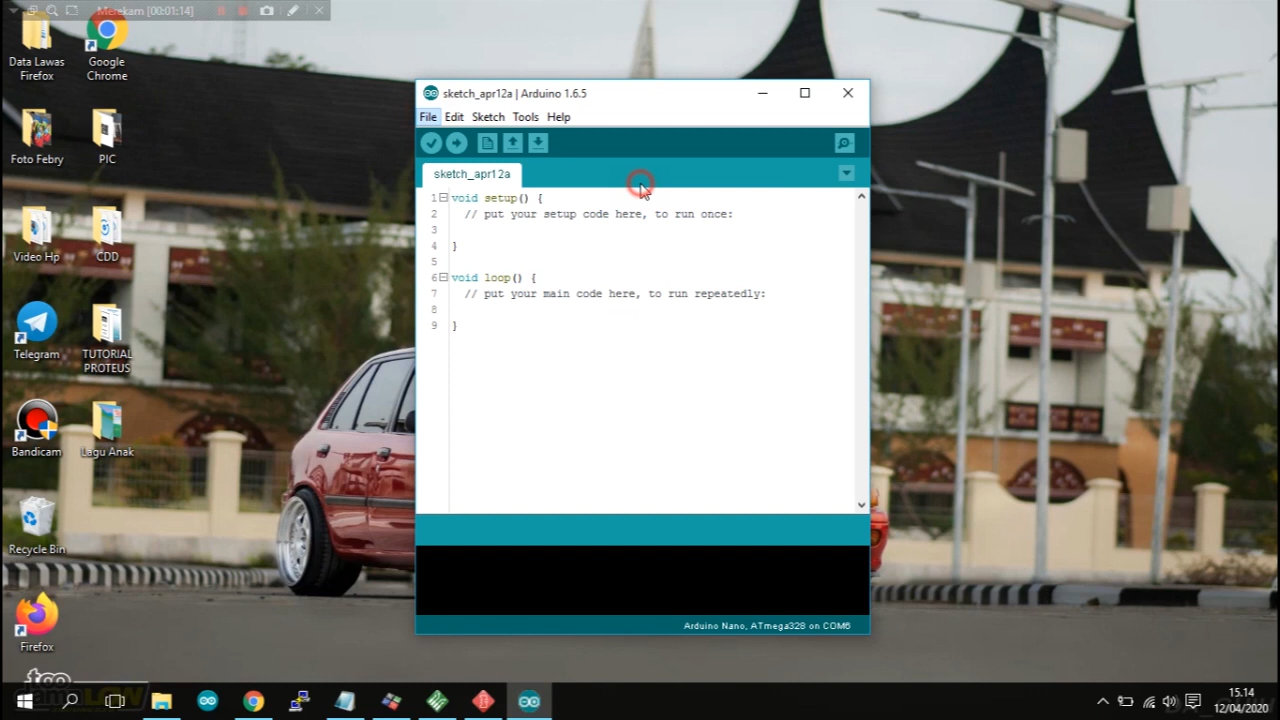 Merekam [00:01:14]
Data Lawas
Firefox
Google
Chrome
Foto Febry
PIC
Video Hp
CDD
Telegram
TUTORIAL
PROTEUS
Bandicam
Lagu Anak
Recycle Bin
Firefox
sketch_apr12a | Arduino 1.6.5
File Edit Sketch Tools Help
sketch_apr12a
1 void setup() {
2 // put your setup code here, to run once:
3
4 }
5
6 void loop() {
7 // put your main code here, to run repeatedly:
8
9 }
Arduino Nano, ATmega328 on COM6
too
15.14
12/04/2020